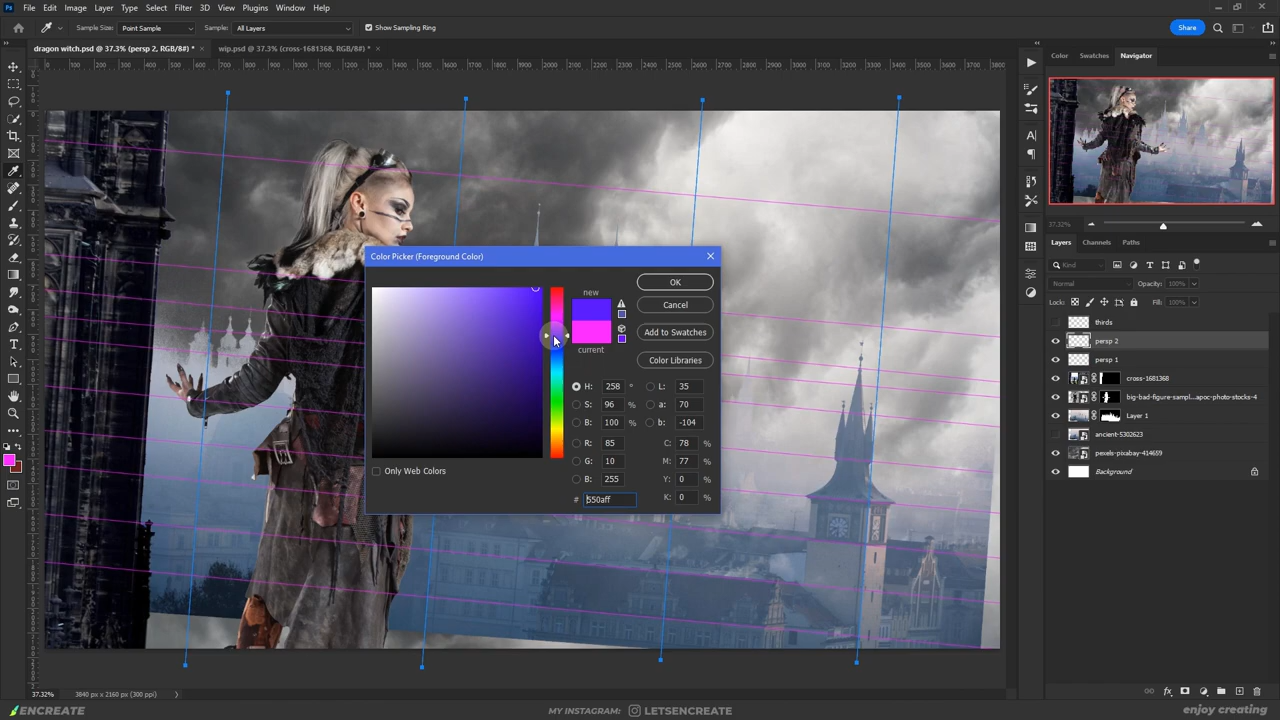 Ps File Edit Image Layer Type Select Filter 3D View Plugins Window Help
Sample Size: Point Sample Sample: All Layers Show Sampling Ring Share
dragon witch.psd @ 37.3% (persp 2, RGB/8#) * × wip.psd @ 37.3% (cross-1681368, RGB/8#) * ×
Color Swatches Navigator
37.32%
Layers Channels Paths
Kind
Normal Opacity: 100%
Lock: Fill: 100%
thirds
persp 2
persp 1
cross-1681368
big-bad-figure-sampl...apoc-photo-stocks-4
Layer 1
ancient-5302623
pexels-pixabay-414659
Background
Color Picker (Foreground Color)
new
current
OK
Cancel
Add to Swatches
Color Libraries
H: 258 ° L: 35
S: 96 % a: 70
B: 100 % b: -104
R: 85 C: 78 %
G: 10 M: 77 %
B: 255 Y: 0 %
# 550aff K: 0 %
Only Web Colors
37.32% 3840 px x 2160 px (300 ppi)
ENCREATE MY INSTAGRAM: LETSENCREATE enjoy creating